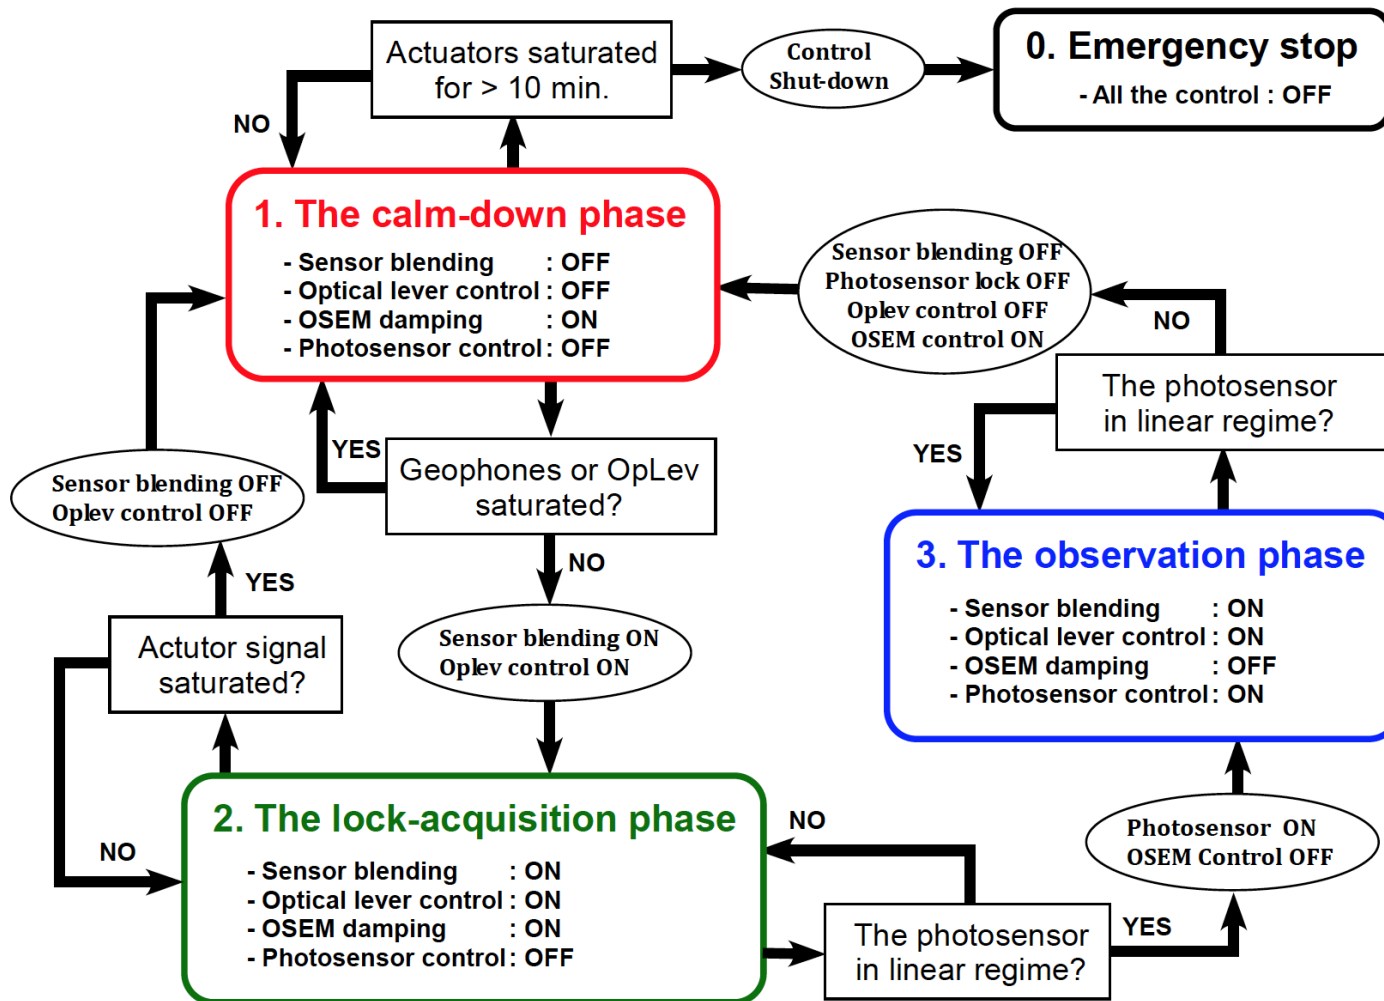 Actuators saturated
for > 10 min.
Control
Shut-down
0. Emergency stop
- All the control : OFF
NO
1. The calm-down phase
- Sensor blending : OFF
- Optical lever control : OFF
- OSEM damping : ON
- Photosensor control : OFF
Sensor blending OFF
Photosensor lock OFF
Oplev control OFF
OSEM control ON
NO
The photosensor
in linear regime?
YES
YES
Geophones or OpLev
saturated?
Sensor blending OFF
Oplev control OFF
NO
YES
3. The observation phase
- Sensor blending : ON
- Optical lever control : ON
- OSEM damping : OFF
- Photosensor control : ON
Actutor signal
saturated?
Sensor blending ON
Oplev control ON
NO
2. The lock-acquisition phase
- Sensor blending : ON
- Optical lever control : ON
- OSEM damping : ON
- Photosensor control : OFF
NO
Photosensor ON
OSEM Control OFF
The photosensor
in linear regime?
YES